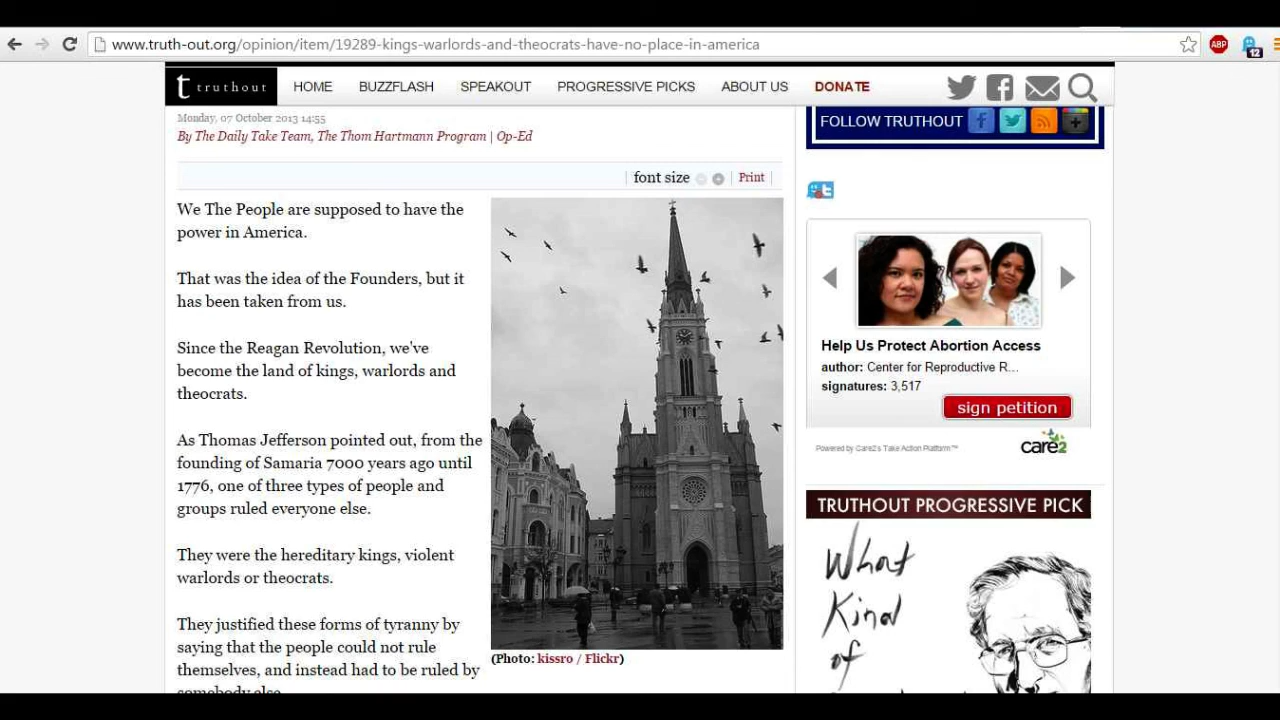 www.truth-out.org/opinion/item/19289-kings-warlords-and-theocrats-have-no-place-in-america
ABP
12
t truthout
HOME BUZZFLASH SPEAKOUT PROGRESSIVE PICKS ABOUT US DONATE
Monday, 07 October 2013 14:55
By The Daily Take Team, The Thom Hartmann Program | Op-Ed
font size Print
We The People are supposed to have the
power in America.
That was the idea of the Founders, but it
has been taken from us.
Since the Reagan Revolution, we've
become the land of kings, warlords and
theocrats.
As Thomas Jefferson pointed out, from the
founding of Samaria 7000 years ago until
1776, one of three types of people and
groups ruled everyone else.
They were the hereditary kings, violent
warlords or theocrats.
They justified these forms of tyranny by
saying that the people could not rule
themselves, and instead had to be ruled by
somebody else.
(Photo: kissro / Flickr)
FOLLOW TRUTHOUT
Help Us Protect Abortion Access
author: Center for Reproductive R...
signatures: 3,517
sign petition
Powered by Care2's Take Action Platform™
care2
TRUTHOUT PROGRESSIVE PICK
What
Kind
of